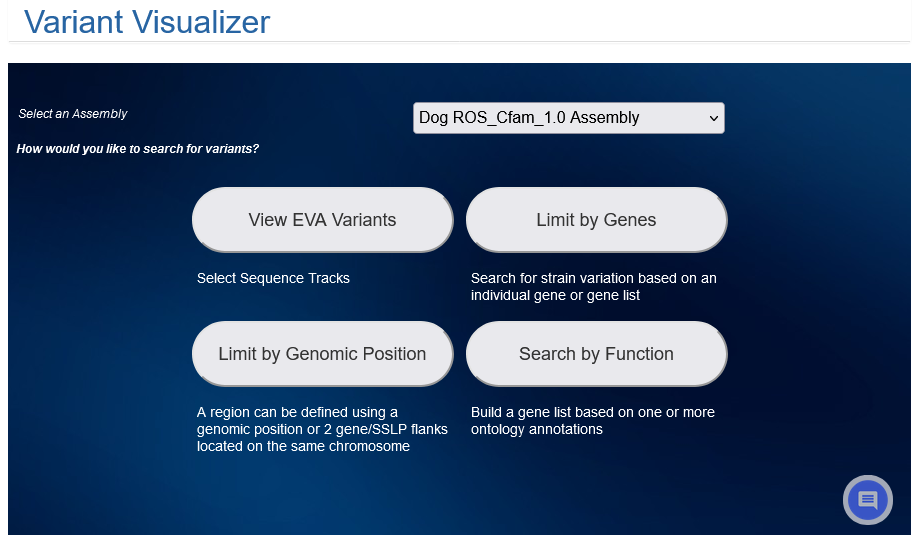 Variant Visualizer
Select an Assembly
Dog ROS_Cfam_1.0 Assembly
How would you like to search for variants?
View EVA Variants
Limit by Genes
Select Sequence Tracks
Search for strain variation based on an
individual gene or gene list
Limit by Genomic Position
Search by Function
A region can be defined using a
genomic position or 2 gene/SSLP flanks
located on the same chromosome
Build a gene list based on one or more
ontology annotations